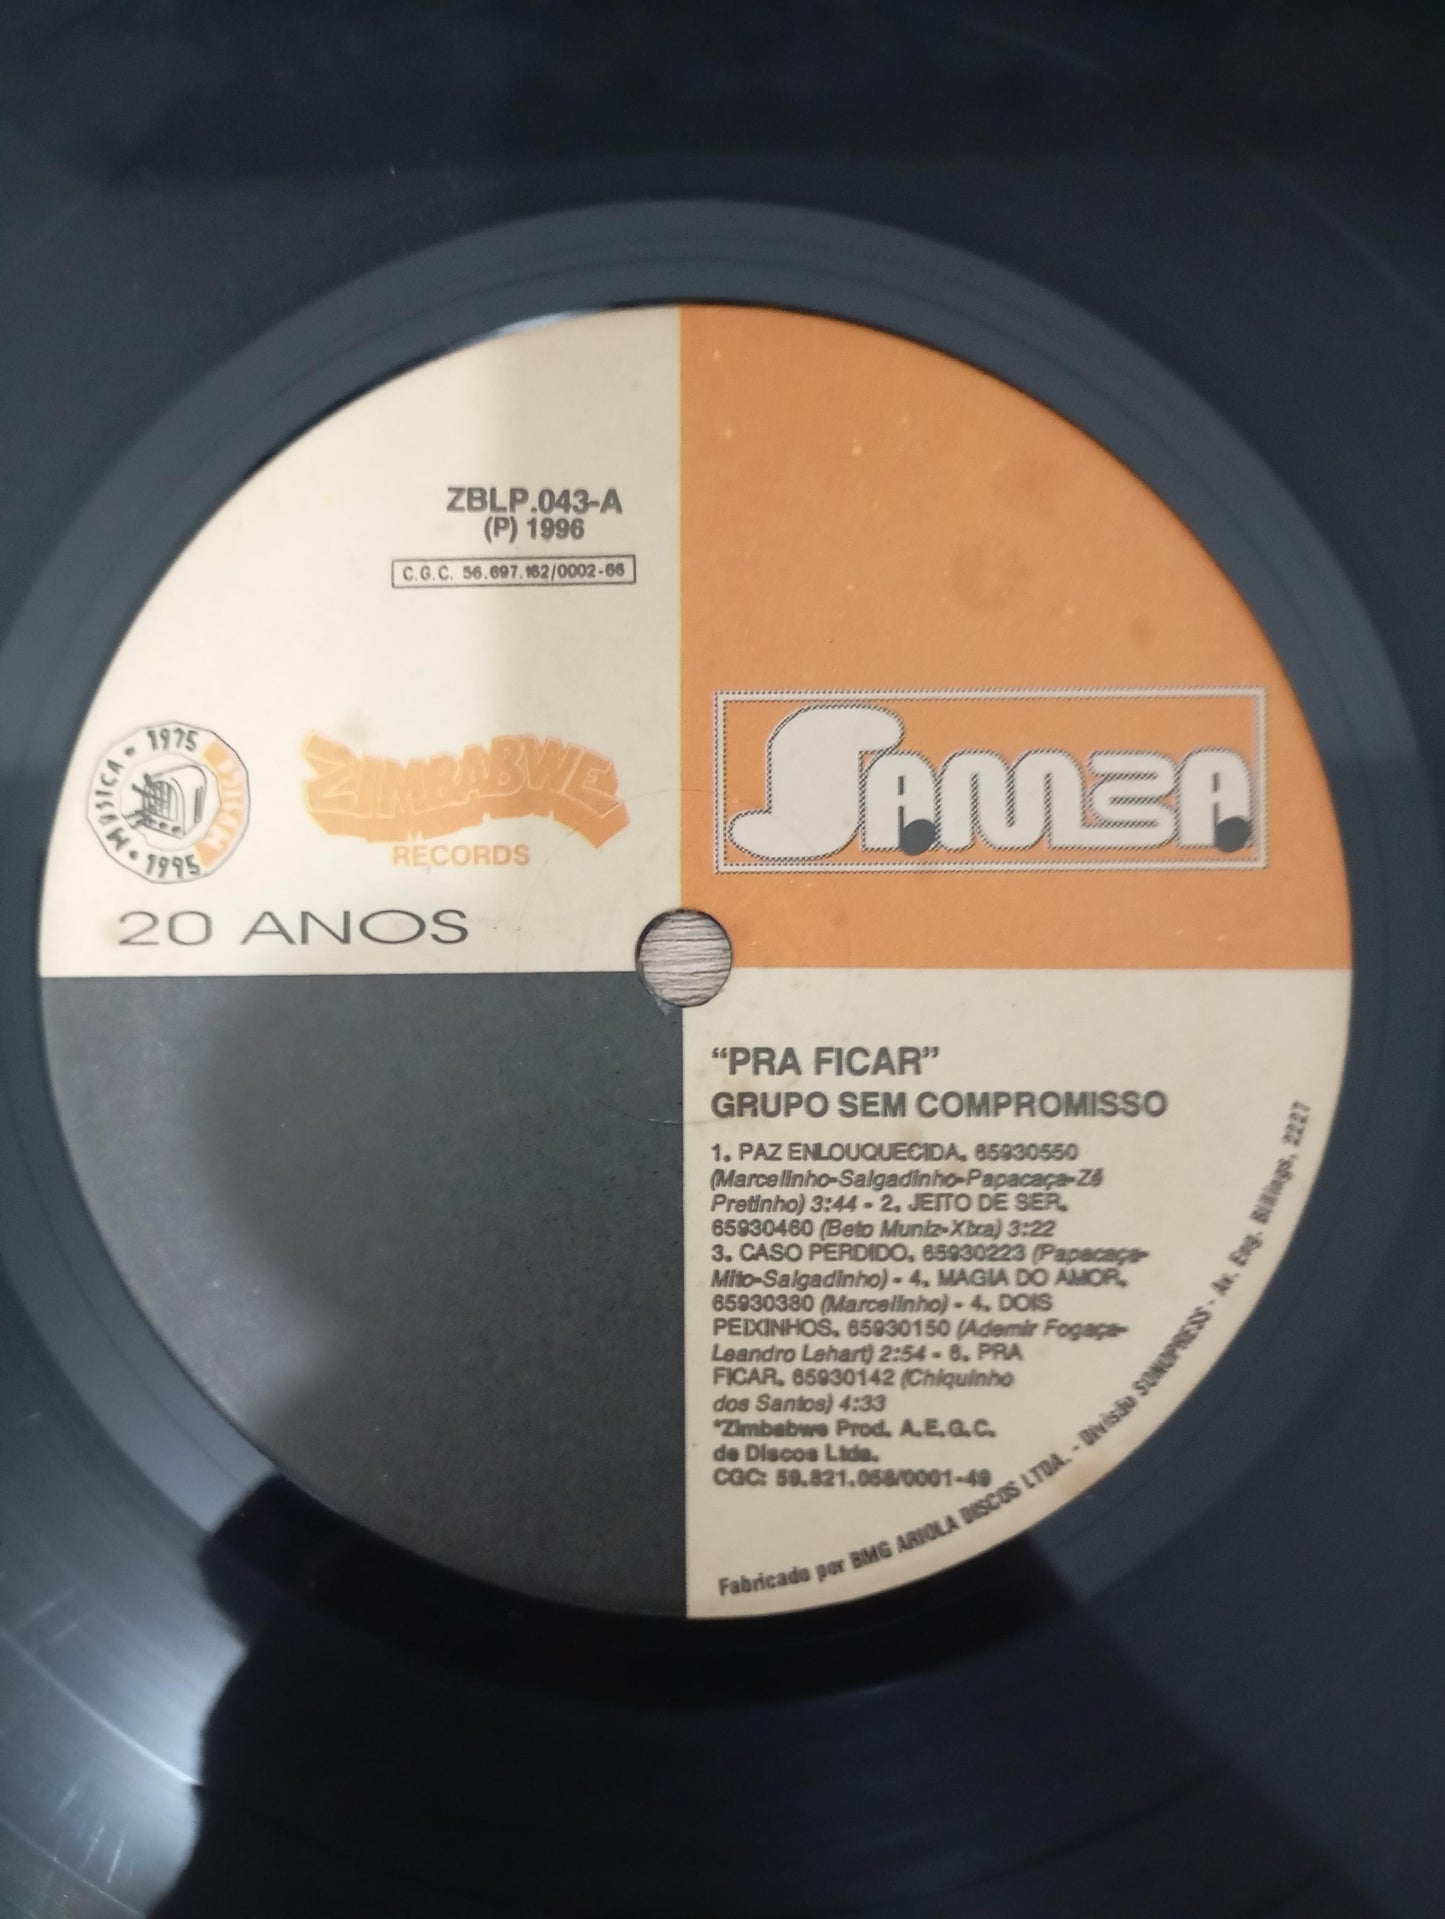 ZBLP.043-A
(P) 1996
C.G.C. 56.697.162/0002-66
MUSICA • 1975
• 1995
ZIMBABWE
RECORDS
20 ANOS
SAMBA
“PRA FICAR”
GRUPO SEM COMPROMISSO
1. PAZ ENLOUQUECIDA. 65930550
(Marcelinho-Salgadinho-Papacaça-Zé
Pretinho) 3:44 - 2. JEITO DE SER.
65930460 (Beto Muniz-Xixa) 3:22
3. CASO PERDIDO. 65930223 (Papacaça-
Mito-Salgadinho) - 4. MAGIA DO AMOR.
65930380 (Marcelinho) - 4. DOIS
PEIXINHOS. 65930150 (Ademir Fogaça-
Leandro Lehart) 2:54 - 6. PRA
FICAR. 65930142 (Chiquinho
dos Santos) 4:33
*Zimbabwe Prod. A.E.G.C.
de Discos Ltda.
CGC: 59.821.058/0001-49
Fabricado por BMG ARIOLA DISCOS LTDA. - Divisão SONOPRESS - Av. Eng. Billings, 2227